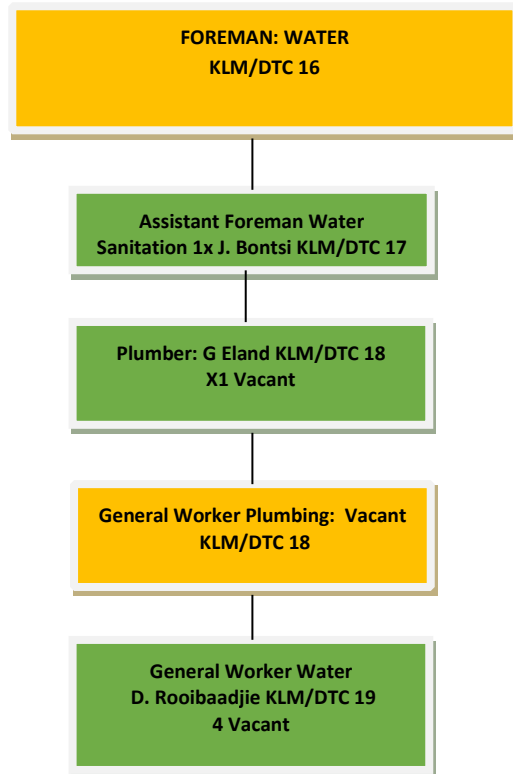 FOREMAN: WATER
KLM/DTC 16
Assistant Foreman Water
Sanitation 1x J. Bontsi KLM/DTC 17
Plumber: G Eland KLM/DTC 18
X1 Vacant
General Worker Plumbing: Vacant
KLM/DTC 18
General Worker Water
D. Rooibaadjie KLM/DTC 19
4 Vacant